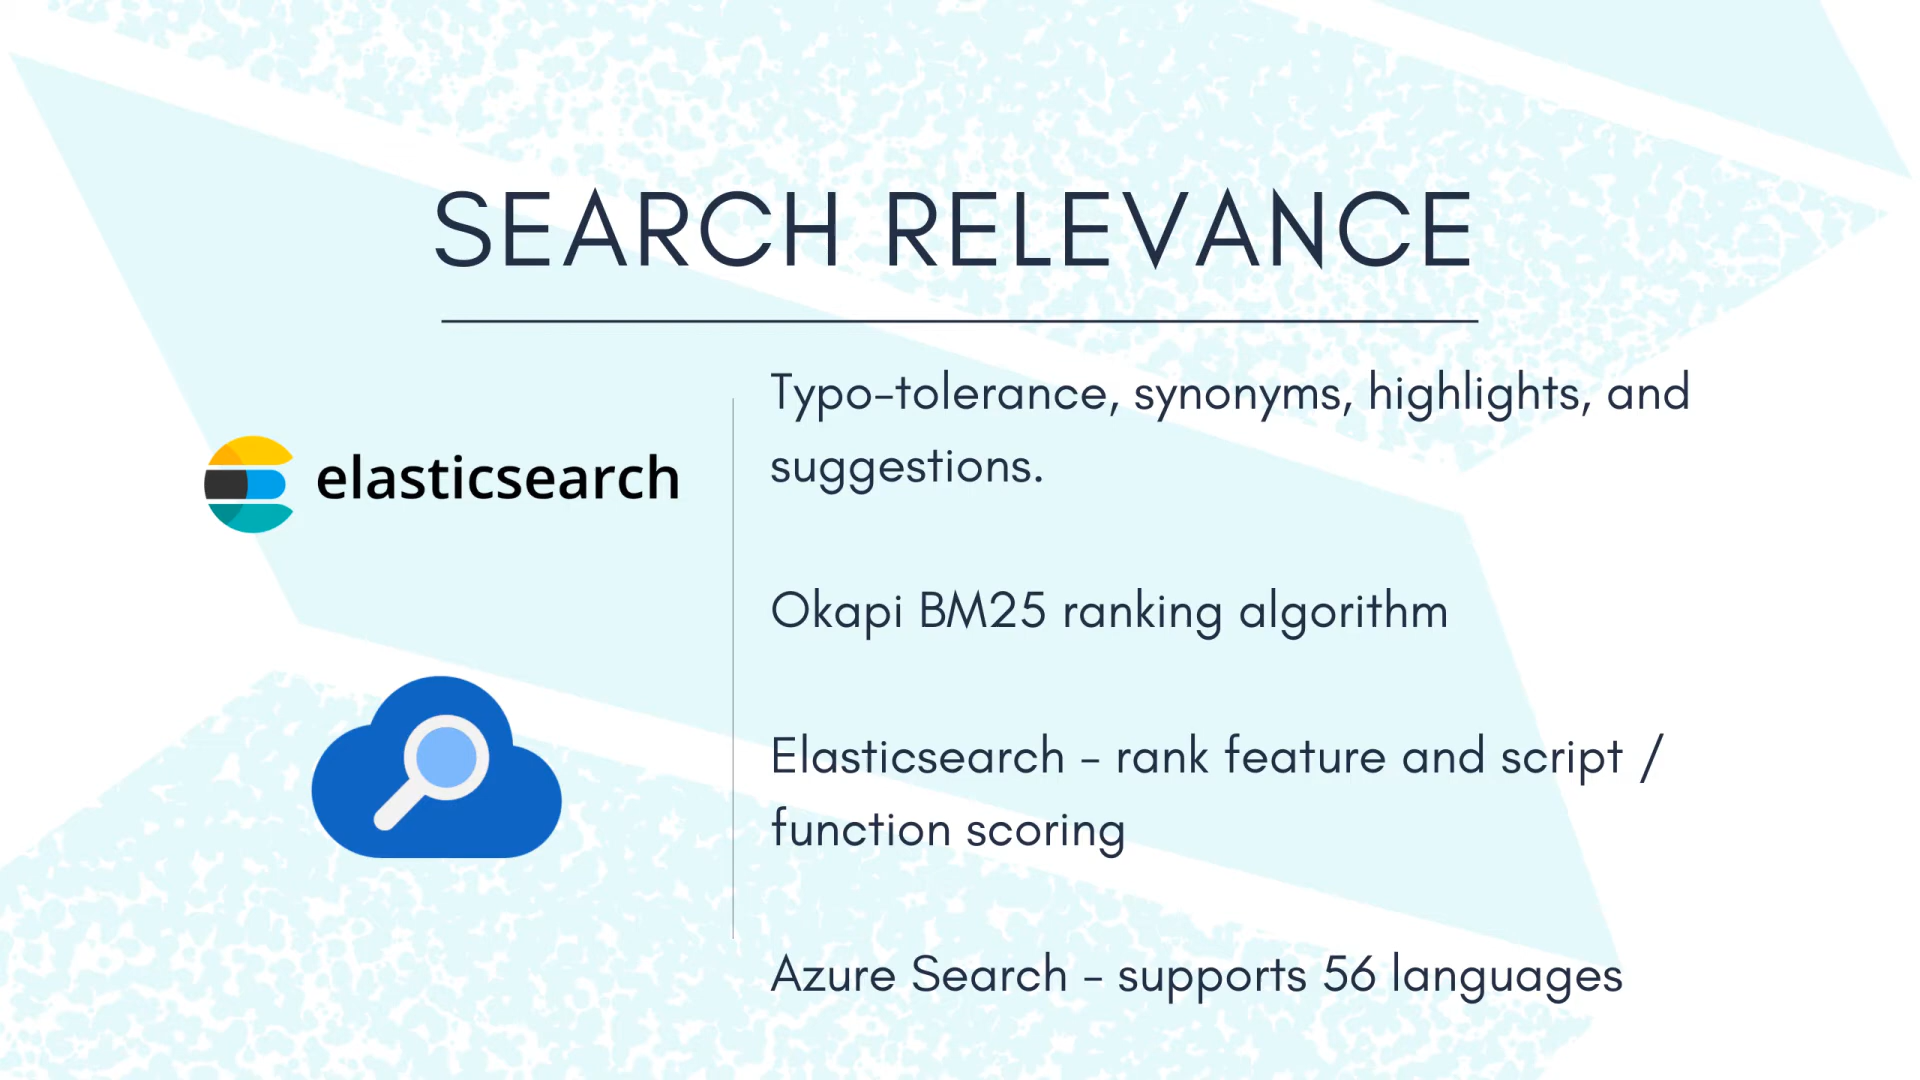 SEARCH RELEVANCE
elasticsearch
Typo-tolerance, synonyms, highlights, and
suggestions.
Okapi BM25 ranking algorithm
Elasticsearch - rank feature and script /
function scoring
Azure Search - supports 56 languages